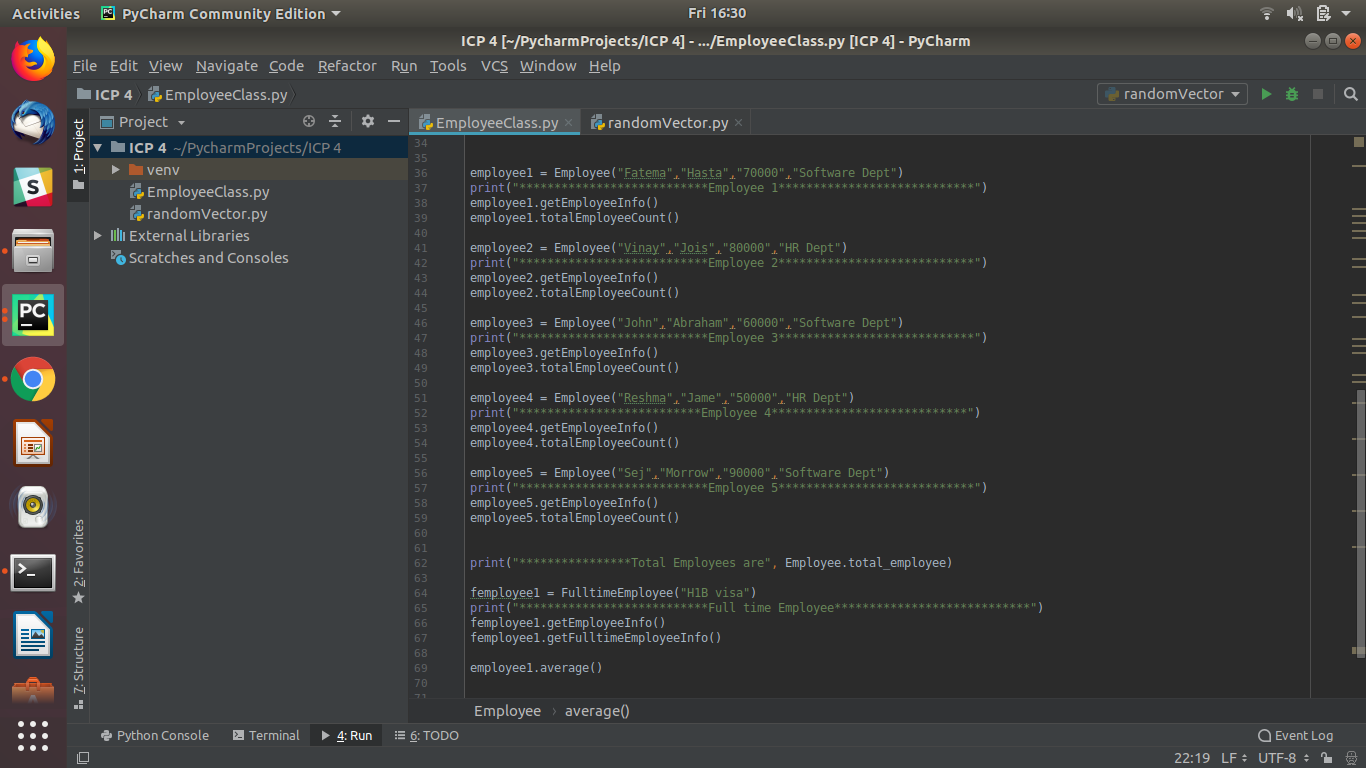 Activities PyCharm Community Edition Fri 16:30
ICP 4 [~/PycharmProjects/ICP 4] - .../EmployeeClass.py [ICP 4] - PyCharm
File Edit View Navigate Code Refactor Run Tools VCS Window Help
ICP 4 EmployeeClass.py randomVector
1: Project
Project
ICP 4 ~/PycharmProjects/ICP 4
venv
EmployeeClass.py
randomVector.py
External Libraries
Scratches and Consoles
2: Favorites
7: Structure
EmployeeClass.py randomVector.py
34
35
36 employee1 = Employee("Fatema","Hasta","70000","Software Dept")
37 print("***************************Employee 1****************************")
38 employee1.getEmployeeInfo()
39 employee1.totalEmployeeCount()
40
41 employee2 = Employee("Vinay","Jois","80000","HR Dept")
42 print("***************************Employee 2****************************")
43 employee2.getEmployeeInfo()
44 employee2.totalEmployeeCount()
45
46 employee3 = Employee("John","Abraham","60000","Software Dept")
47 print("***************************Employee 3****************************")
48 employee3.getEmployeeInfo()
49 employee3.totalEmployeeCount()
50
51 employee4 = Employee("Reshma","Jame","50000","HR Dept")
52 print("**************************Employee 4****************************")
53 employee4.getEmployeeInfo()
54 employee4.totalEmployeeCount()
55
56 employee5 = Employee("Sej","Morrow","90000","Software Dept")
57 print("***************************Employee 5****************************")
58 employee5.getEmployeeInfo()
59 employee5.totalEmployeeCount()
60
61
62 print("****************Total Employees are", Employee.total_employee)
63
64 femployee1 = FulltimeEmployee("H1B visa")
65 print("***************************Full time Employee****************************")
66 femployee1.getEmployeeInfo()
67 femployee1.getFulltimeEmployeeInfo()
68
69 employee1.average()
70
71
Employee › average()
Python Console Terminal 4: Run 6: TODO Event Log
22:19 LF UTF-8